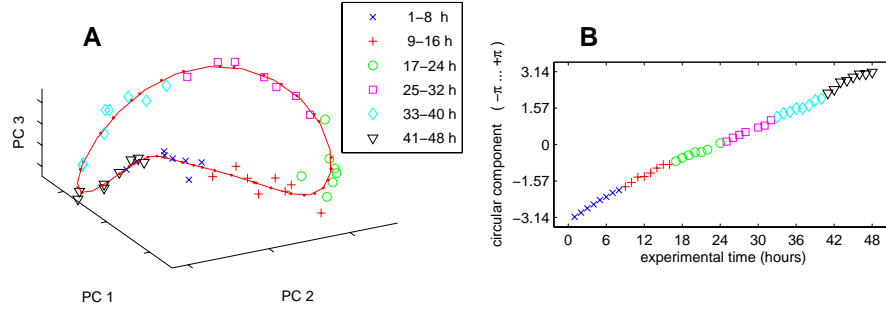 A
PC 3
PC 1
PC 2
1–8 h
9–16 h
17–24 h
25–32 h
33–40 h
41–48 h
B
circular component ( −π ... +π)
3.14
1.57
0
−1.57
−3.14
0 6 12 18 24 30 36 42 48
experimental time (hours)